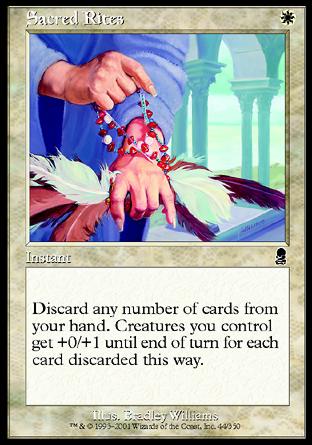 Sacred Rites
Instant
Discard any number of cards from
your hand. Creatures you control
get +0/+1 until end of turn for each
card discarded this way.
Illus. Bradley Williams
™ & © 1993–2001 Wizards of the Coast, Inc. 44/350